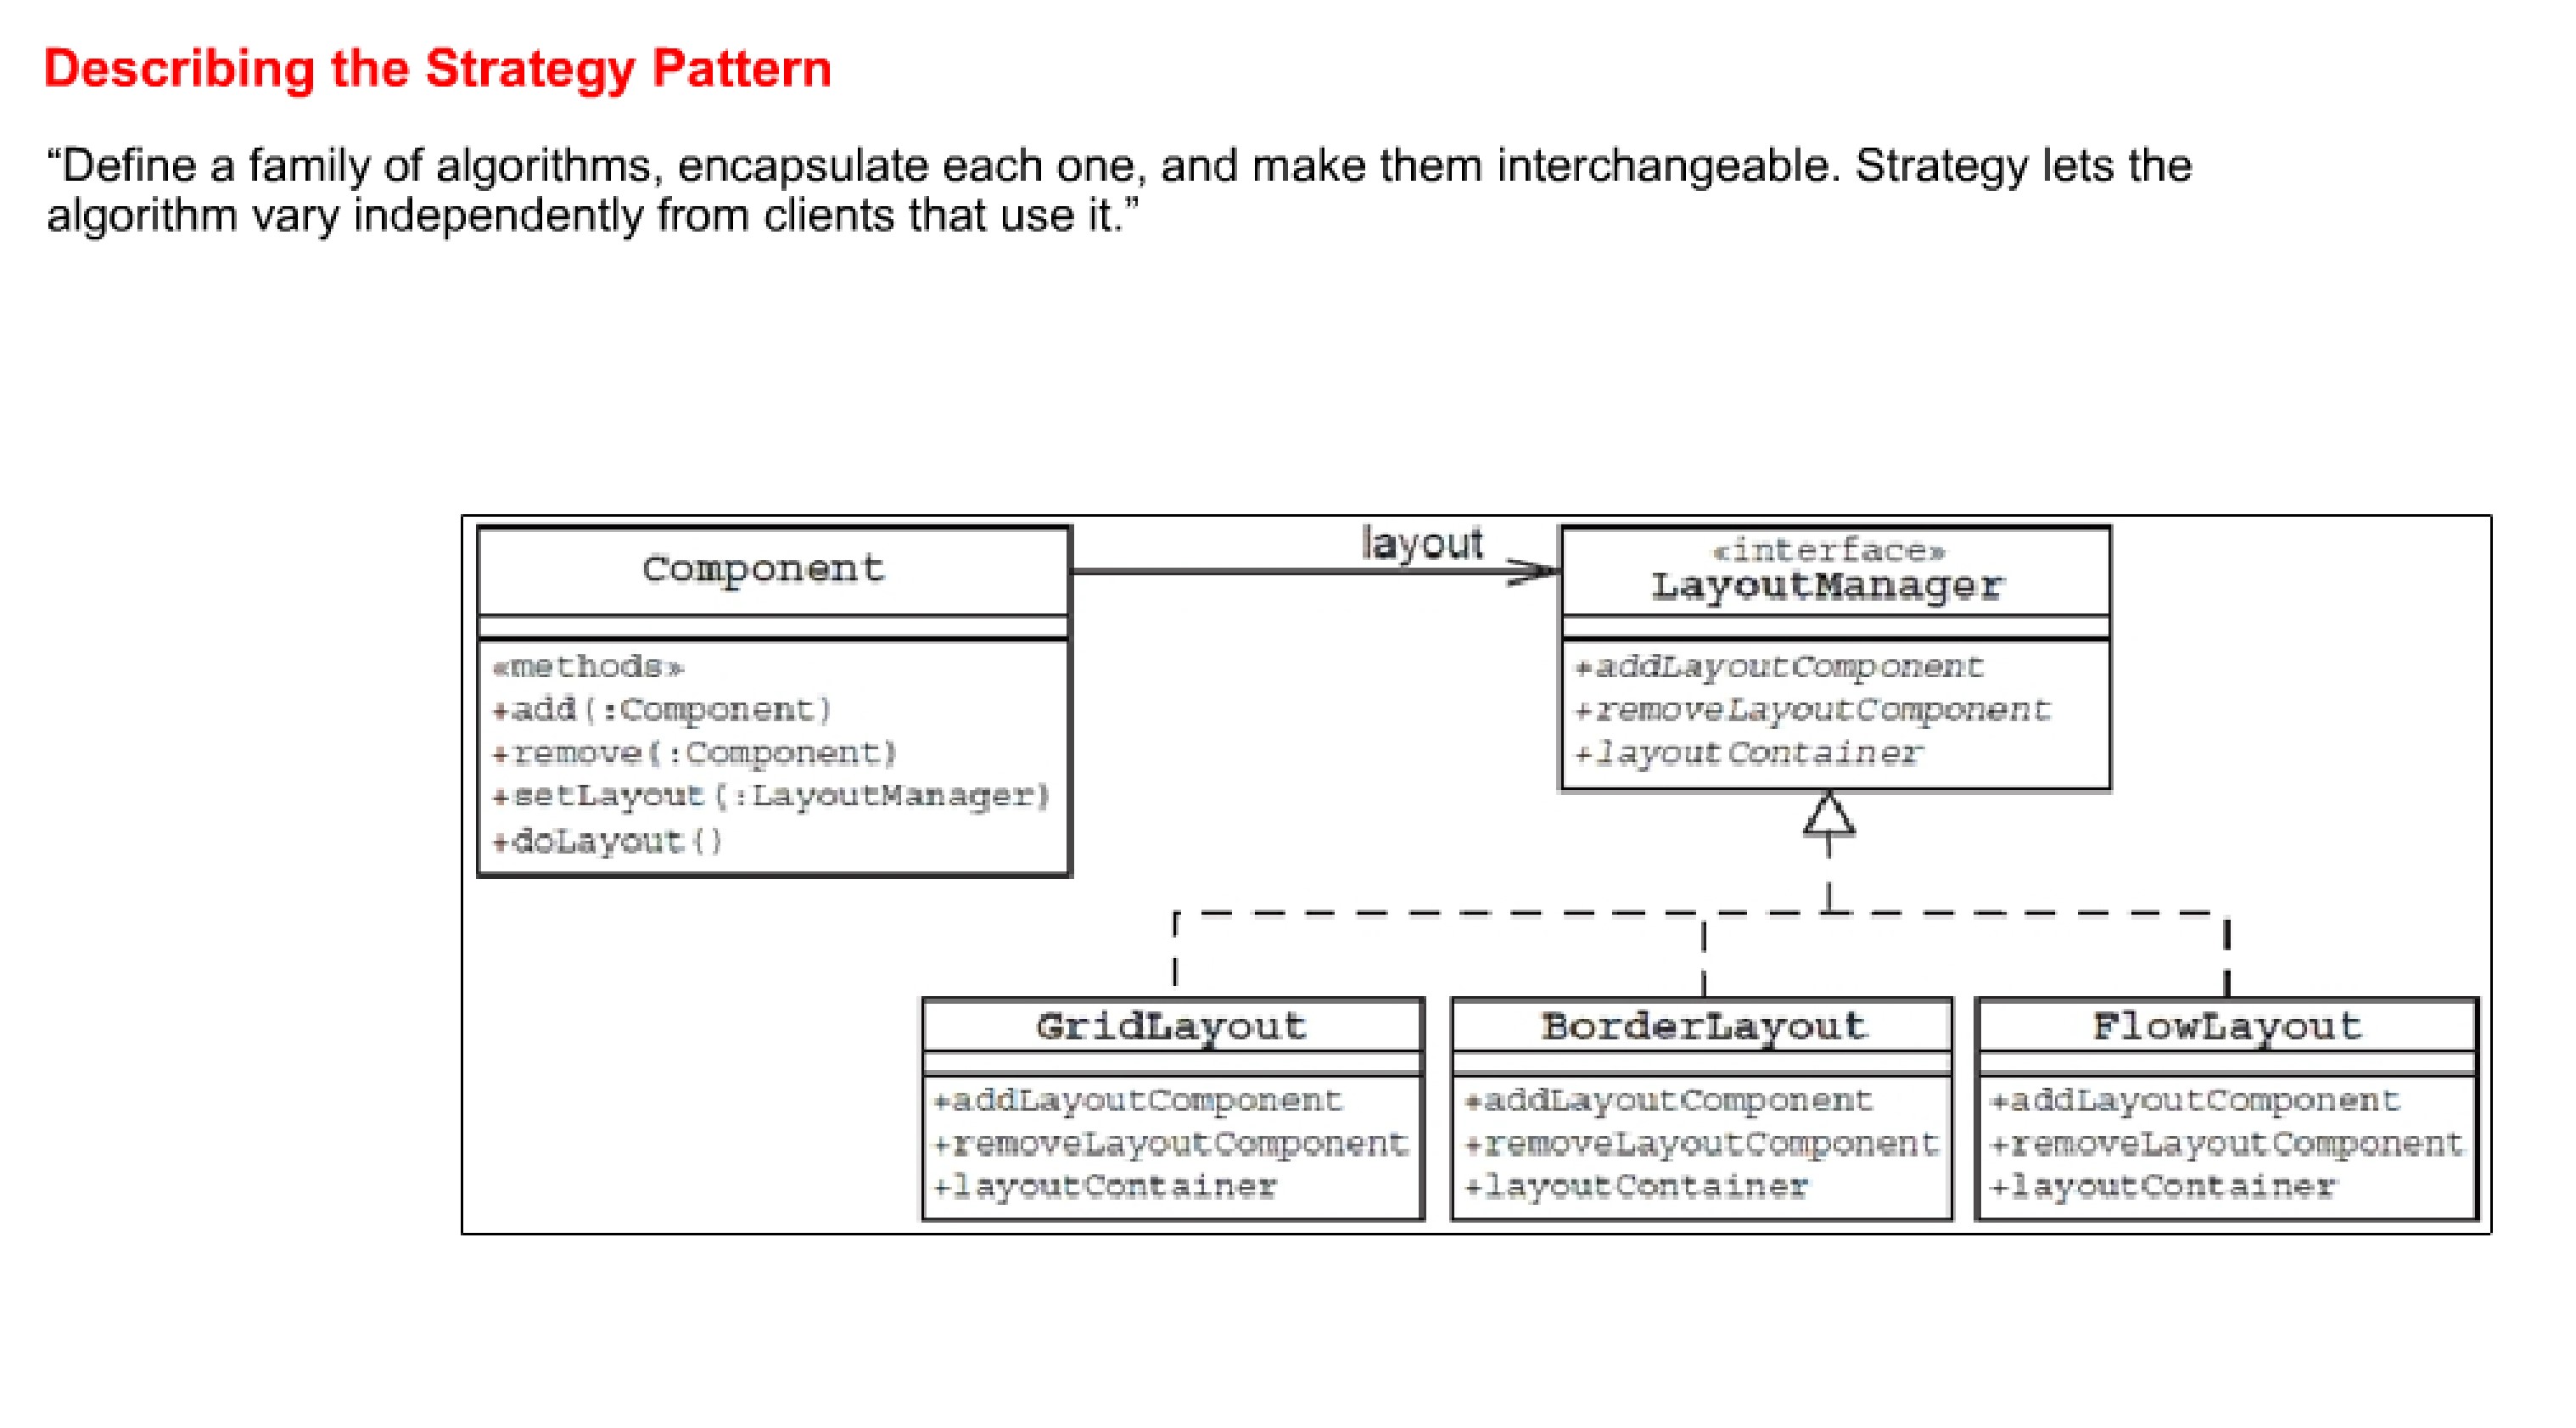 Describing the Strategy Pattern
“Define a family of algorithms, encapsulate each one, and make them interchangeable. Strategy lets the
algorithm vary independently from clients that use it.”
Component
«methods»
+add(:Component)
+remove(:Component)
+setLayout(:LayoutManager)
+doLayout()
layout
«interface»
LayoutManager
+addLayoutComponent
+removeLayoutComponent
+layoutContainer
GridLayout
+addLayoutComponent
+removeLayoutComponent
+layoutContainer
BorderLayout
+addLayoutComponent
+removeLayoutComponent
+layoutContainer
FlowLayout
+addLayoutComponent
+removeLayoutComponent
+layoutContainer